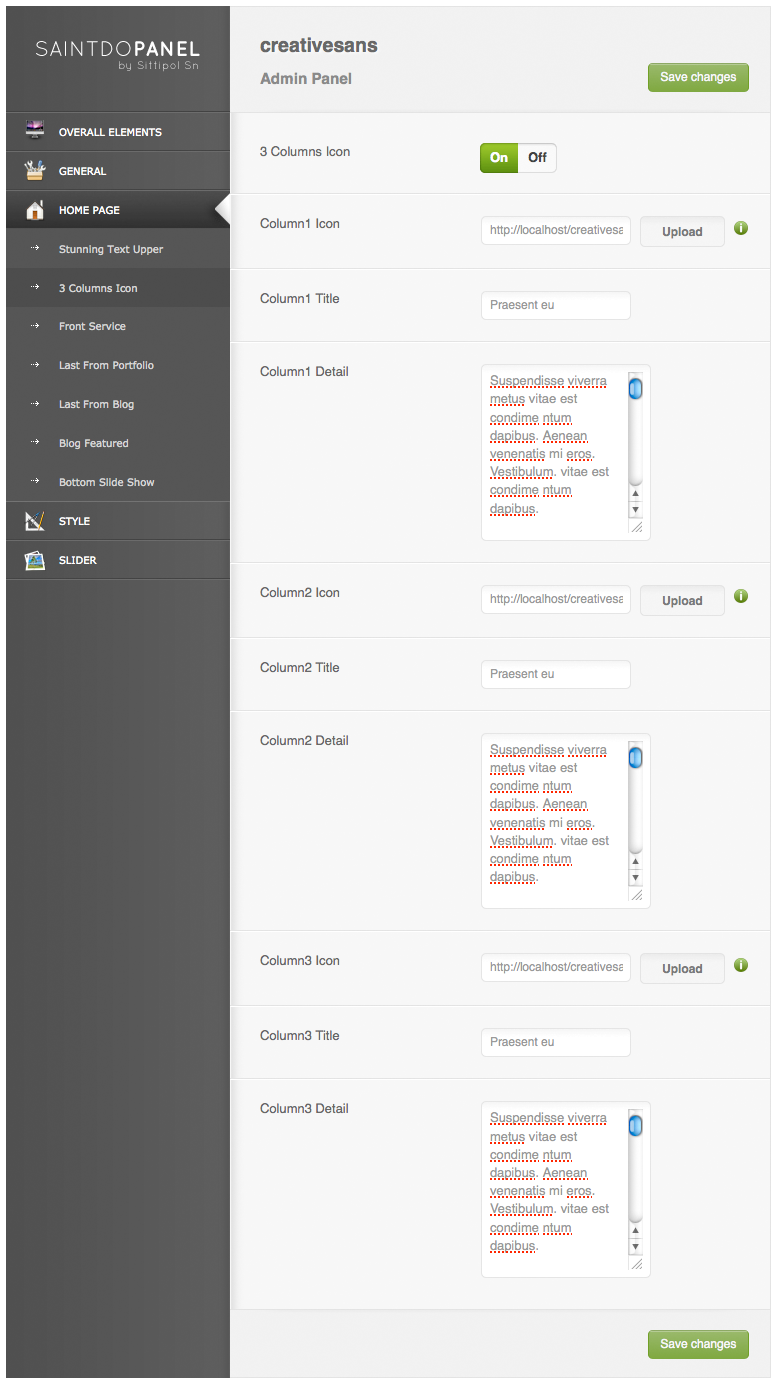 SAINTDOPANEL
by Sittipol Sn
OVERALL ELEMENTS
GENERAL
HOME PAGE
Stunning Text Upper
3 Columns Icon
Front Service
Last From Portfolio
Last From Blog
Blog Featured
Bottom Slide Show
STYLE
SLIDER
creativesans
Admin Panel
Save changes
3 Columns Icon
On Off
Column1 Icon
http://localhost/creativesa
Upload
i
Column1 Title
Praesent eu
Column1 Detail
Suspendisse viverra
metus vitae est
condime ntum
dapibus. Aenean
venenatis mi eros.
Vestibulum. vitae est
condime ntum
dapibus.
Column2 Icon
http://localhost/creativesa
Upload
i
Column2 Title
Praesent eu
Column2 Detail
Suspendisse viverra
metus vitae est
condime ntum
dapibus. Aenean
venenatis mi eros.
Vestibulum. vitae est
condime ntum
dapibus.
Column3 Icon
http://localhost/creativesa
Upload
i
Column3 Title
Praesent eu
Column3 Detail
Suspendisse viverra
metus vitae est
condime ntum
dapibus. Aenean
venenatis mi eros.
Vestibulum. vitae est
condime ntum
dapibus.
Save changes